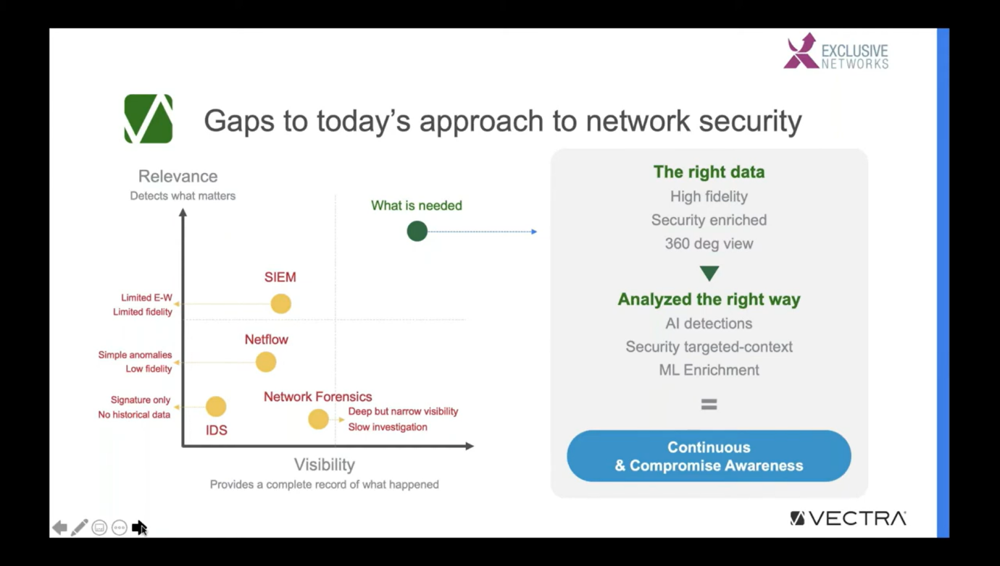 EXCLUSIVE
NETWORKS
Gaps to today's approach to network security
Relevance
Detects what matters
What is needed
SIEM
Limited E-W
Limited fidelity
Netflow
Simple anomalies
Low fidelity
Signature only
No historical data
IDS
Network Forensics
Deep but narrow visibility
Slow investigation
Visibility
Provides a complete record of what happened
The right data
High fidelity
Security enriched
360 deg view
Analyzed the right way
AI detections
Security targeted-context
ML Enrichment
=
Continuous
& Compromise Awareness
VECTRA